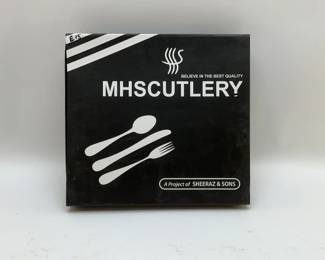 BELIEVE IN THE BEST QUALITY
MHSCUTLERY
A Project of SHEERAZ & SONS